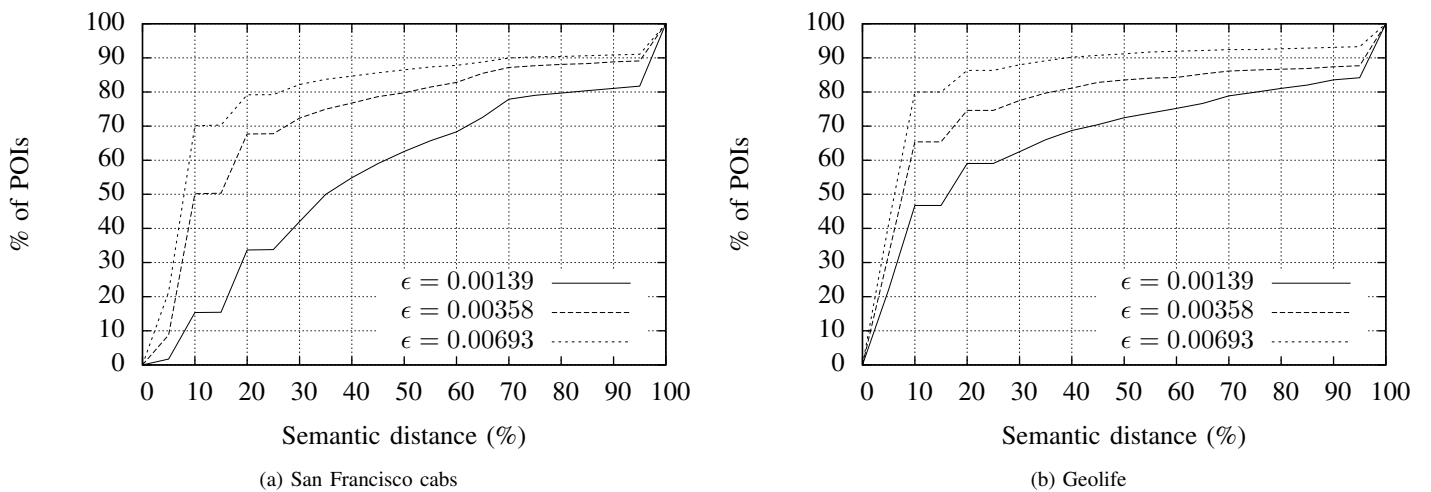 100
90
80
70
60
50
40
30
20
10
0
% of POIs
ϵ = 0.00139
ϵ = 0.00358
ϵ = 0.00693
0 10 20 30 40 50 60 70 80 90 100
Semantic distance (%)
(a) San Francisco cabs
100
90
80
70
60
50
40
30
20
10
0
% of POIs
ϵ = 0.00139
ϵ = 0.00358
ϵ = 0.00693
0 10 20 30 40 50 60 70 80 90 100
Semantic distance (%)
(b) Geolife